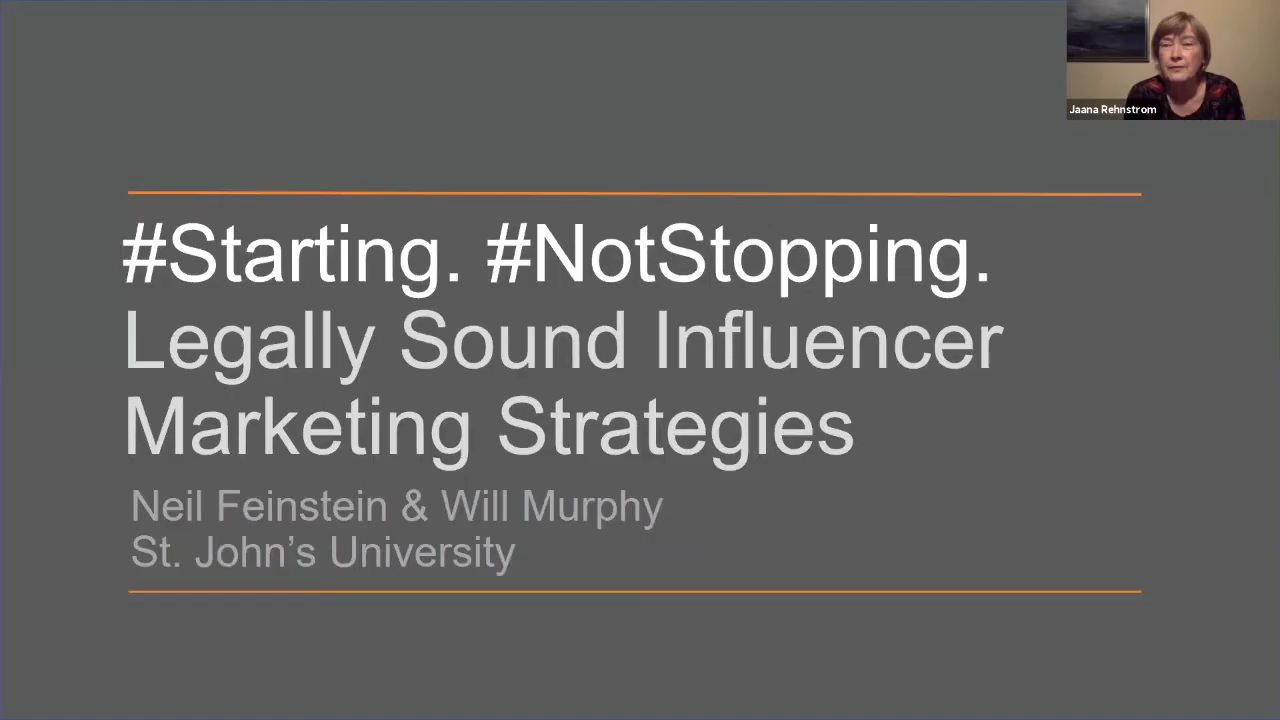 Jaana Rehnstrom
#Starting. #NotStopping.
Legally Sound Influencer
Marketing Strategies
Neil Feinstein & Will Murphy
St. John’s University